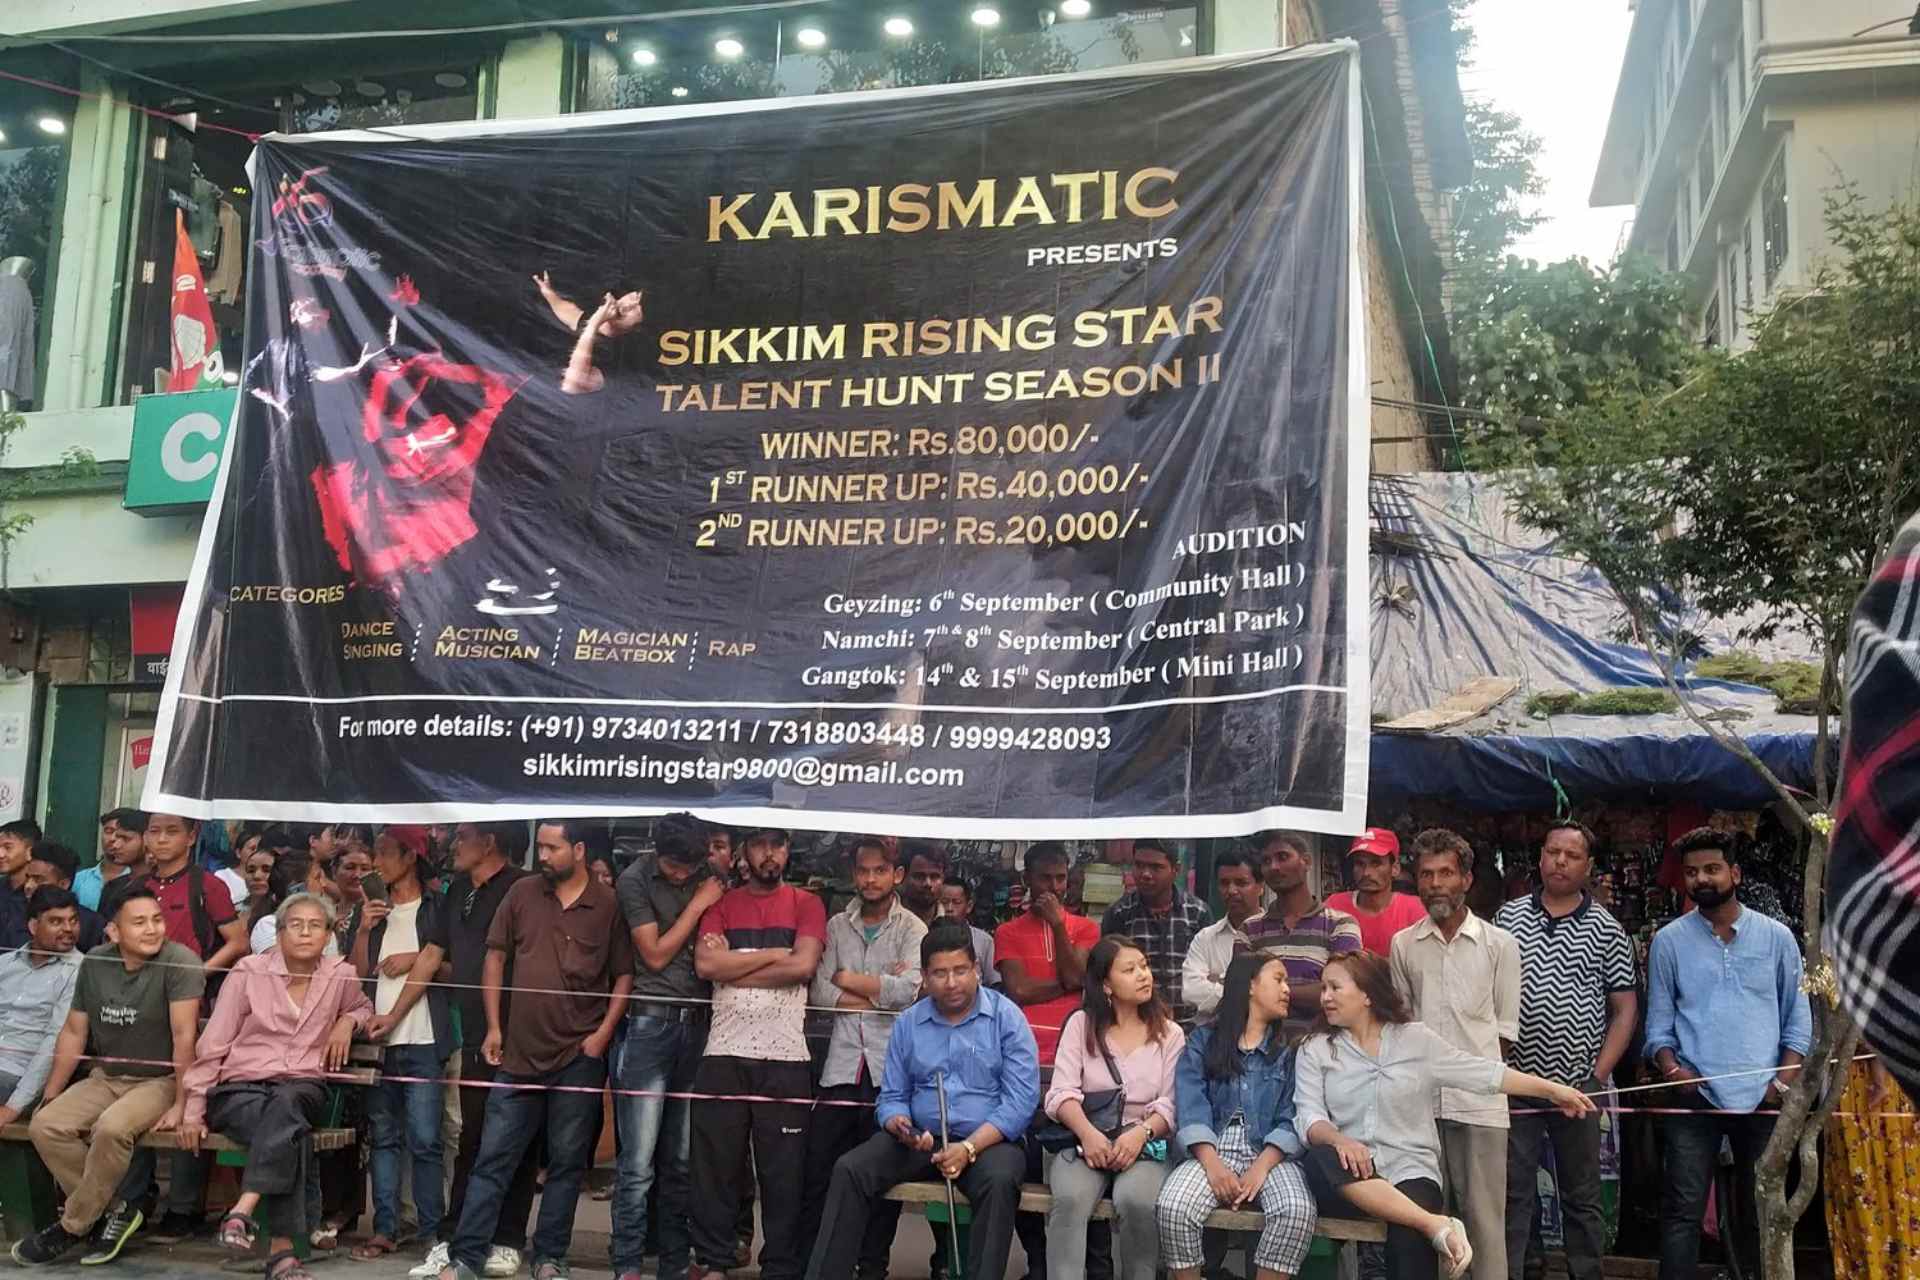 KARISMATIC
PRESENTS
SIKKIM RISING STAR
TALENT HUNT SEASON II
WINNER: Rs.80,000/-
1ST RUNNER UP: Rs.40,000/-
2ND RUNNER UP: Rs.20,000/-
AUDITION
Geyzing: 6th September ( Community Hall )
Namchi: 7th & 8th September ( Central Park )
Gangtok: 14th & 15th September ( Mini Hall )
CATEGORIES
DANCE ACTING MAGICIAN RAP
SINGING MUSICIAN BEATBOX
For more details: (+91) 9734013211 / 7318803448 / 9999428093
sikkimrisingstar9800@gmail.com
C